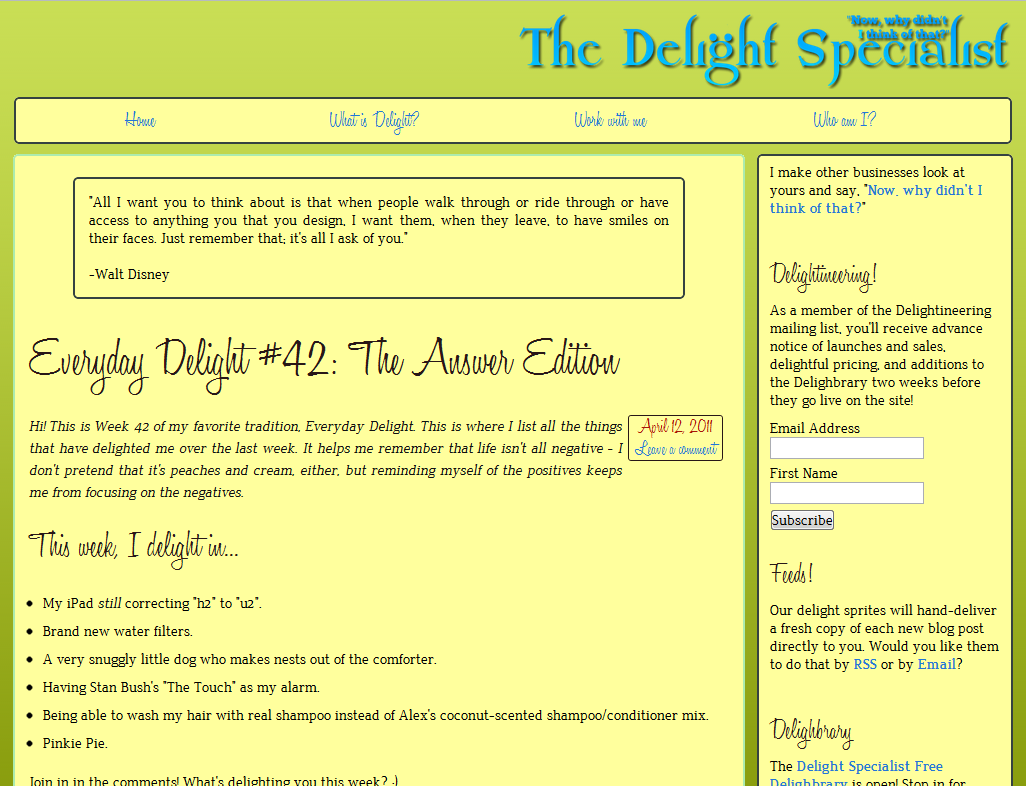 The Delight Specialist
"Now, why didn't
I think of that?"
Home What is Delight? Work with me Who am I?
"All I want you to think about is that when people walk through or ride through or have
access to anything you that you design, I want them, when they leave, to have smiles on
their faces. Just remember that; it's all I ask of you."
-Walt Disney
Everyday Delight #42: The Answer Edition
April 12, 2011
Leave a comment
Hi! This is Week 42 of my favorite tradition, Everyday Delight. This is where I list all the things
that have delighted me over the last week. It helps me remember that life isn't all negative - I
don't pretend that it's peaches and cream, either, but reminding myself of the positives keeps
me from focusing on the negatives.
This week, I delight in...
My iPad still correcting "h2" to "u2".
Brand new water filters.
A very snuggly little dog who makes nests out of the comforter.
Having Stan Bush's "The Touch" as my alarm.
Being able to wash my hair with real shampoo instead of Alex's coconut-scented shampoo/conditioner mix.
Pinkie Pie.
Join in in the comments! What's delighting you this week? :)
I make other businesses look at
yours and say, "Now, why didn't I
think of that?"
Delightineering!
As a member of the Delightineering
mailing list, you'll receive advance
notice of launches and sales,
delightful pricing, and additions to
the Delighbrary two weeks before
they go live on the site!
Email Address
First Name
Subscribe
Feeds!
Our delight sprites will hand-deliver
a fresh copy of each new blog post
directly to you. Would you like them
to do that by RSS or by Email?
Delighbrary
The Delight Specialist Free
Delighbrary is open! Stop in for